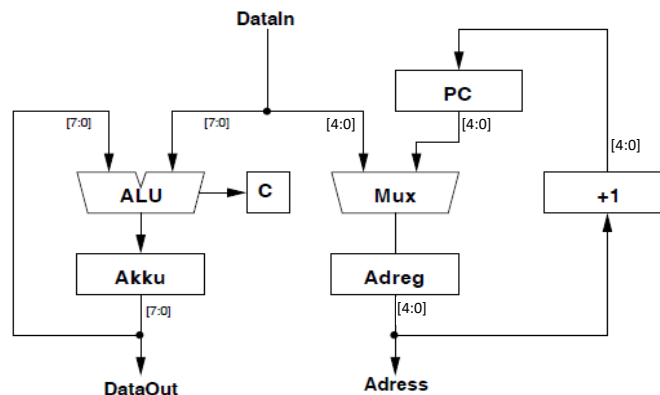 DataIn
PC
[7:0]
[7:0]
[4:0]
[4:0]
[4:0]
ALU
C
Mux
+1
Akku
Adreg
[7:0]
[4:0]
DataOut
Adress